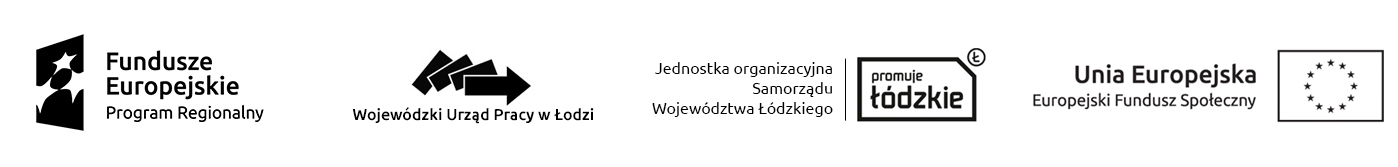 Fundusze
Europejskie
Program Regionalny
Wojewódzki Urząd Pracy w Łodzi
Jednostka organizacyjna
Samorządu
Województwa Łódzkiego
promuje
łódzkie
Ł
Unia Europejska
Europejski Fundusz Społeczny